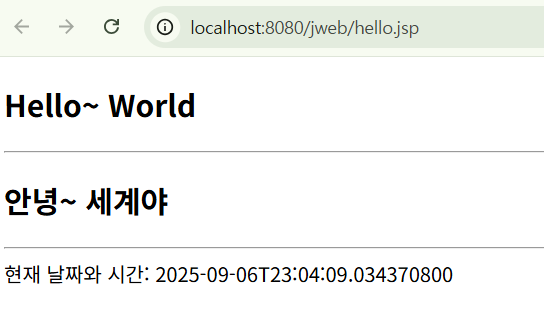 localhost:8080/jweb/hello.jsp
Hello~ World
안녕~ 세계야
현재 날짜와 시간: 2025-09-06T23:04:09.034370800